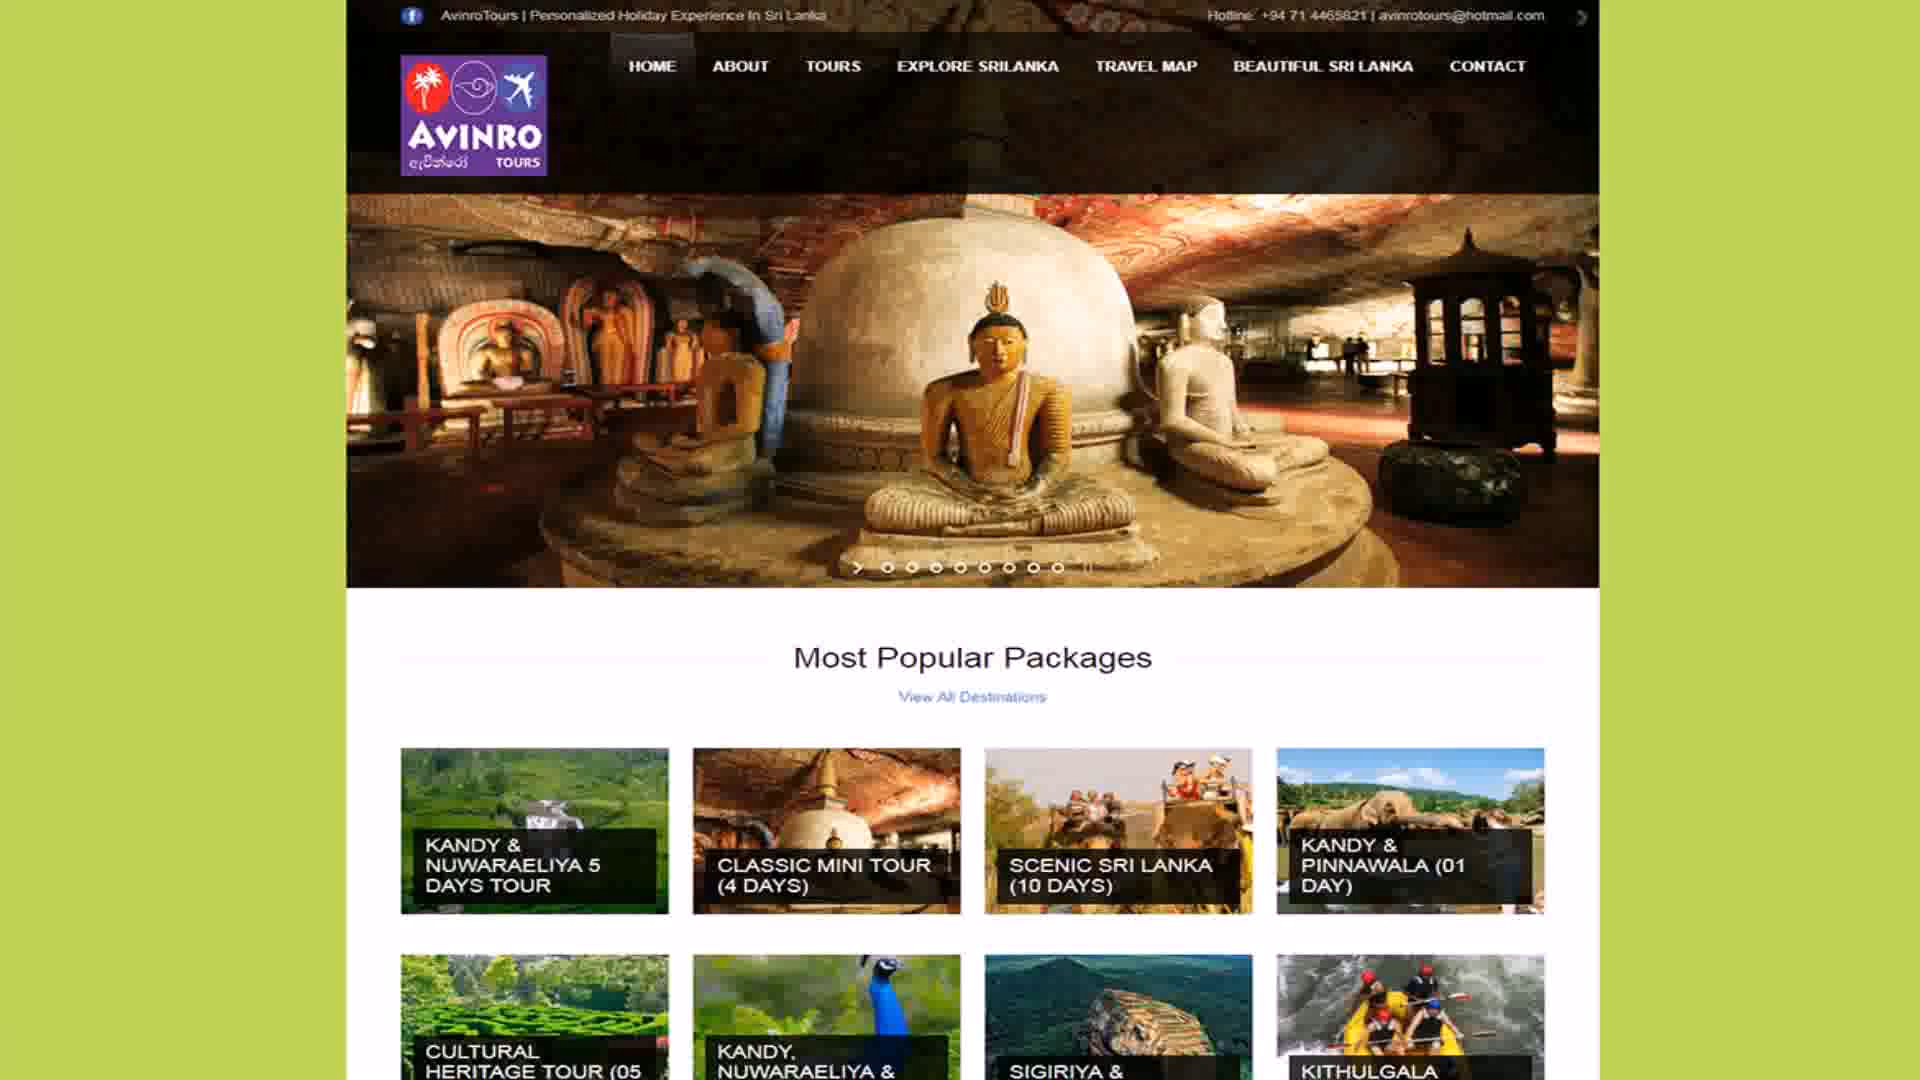 AvinroTours | Personalized Holiday Experience In Sri Lanka
Hotline: +94 71 4465821 | avinrotours@hotmail.com
HOME ABOUT TOURS EXPLORE SRILANKA TRAVEL MAP BEAUTIFUL SRI LANKA CONTACT
AVINRO
ඇවින්රෝ TOURS
Most Popular Packages
View All Destinations
KANDY &
NUWARAELIYA 5
DAYS TOUR
CLASSIC MINI TOUR
(4 DAYS)
SCENIC SRI LANKA
(10 DAYS)
KANDY &
PINNAWALA (01
DAY)
CULTURAL
HERITAGE TOUR (05
KANDY,
NUWARAELIYA &
SIGIRIYA &
KITHULGALA